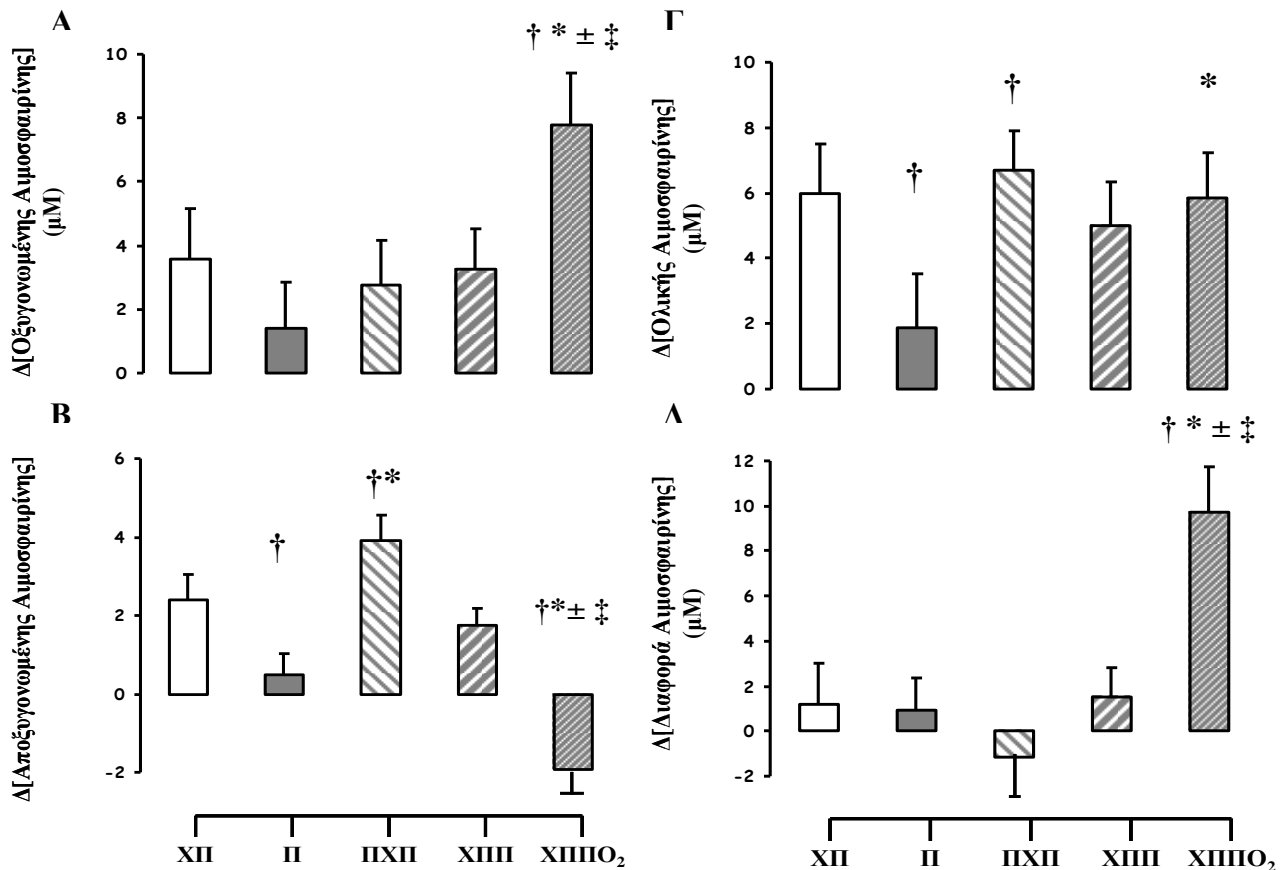 Α
† * ± ‡
Δ[Οξυγονομένης Αιμοσφαιρίνης]
(μΜ)
10
8
6
4
2
0
Γ
† † *
Δ[Ολικής Αιμοσφαιρίνης]
(μΜ)
10
8
6
4
2
0
Β
†
†*
†*± ‡
Δ[Αποξυγονομένης Αιμοσφαιρίνης]
6
4
2
0
-2
ΧΠ Π ΠΧΠ ΧΠΠ ΧΠΠΟ₂
Δ
† * ± ‡
Δ[Διαφορά Αιμοσφαιρίνης]
(μΜ)
12
10
8
6
4
2
0
-2
ΧΠ Π ΠΧΠ ΧΠΠ ΧΠΠΟ₂